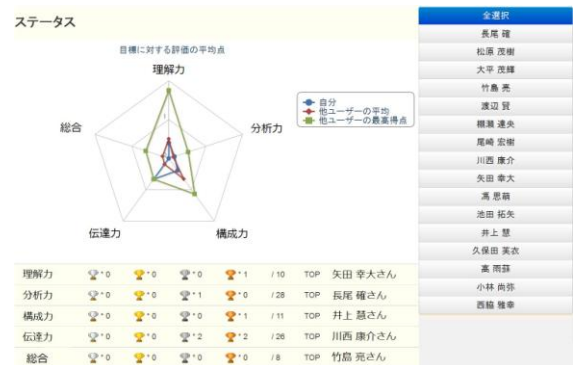 ステータス
目標に対する評価の平均点
理解力
分析力
構成力
伝達力
総合
自分
他ユーザーの平均
他ユーザーの最高得点
理解力 * 0 * 0 * 0 * 1 / 10 TOP 矢田 幸大さん
分析力 * 0 * 0 * 1 * 0 / 28 TOP 長尾 確さん
構成力 * 0 * 0 * 0 * 1 / 11 TOP 井上 慧さん
伝達力 * 0 * 0 * 2 * 2 / 26 TOP 川西 康介さん
総合 * 0 * 0 * 0 * 0 / 8 TOP 竹島 亮さん
全選択
長尾 確
松原 茂樹
大平 茂輝
竹島 亮
渡辺 賢
棚瀬 達央
尾崎 宏樹
川西 康介
矢田 幸大
馮 思萌
池田 拓矢
井上 慧
久保田 芙衣
高 雨蓀
小林 尚弥
西脇 雅幸